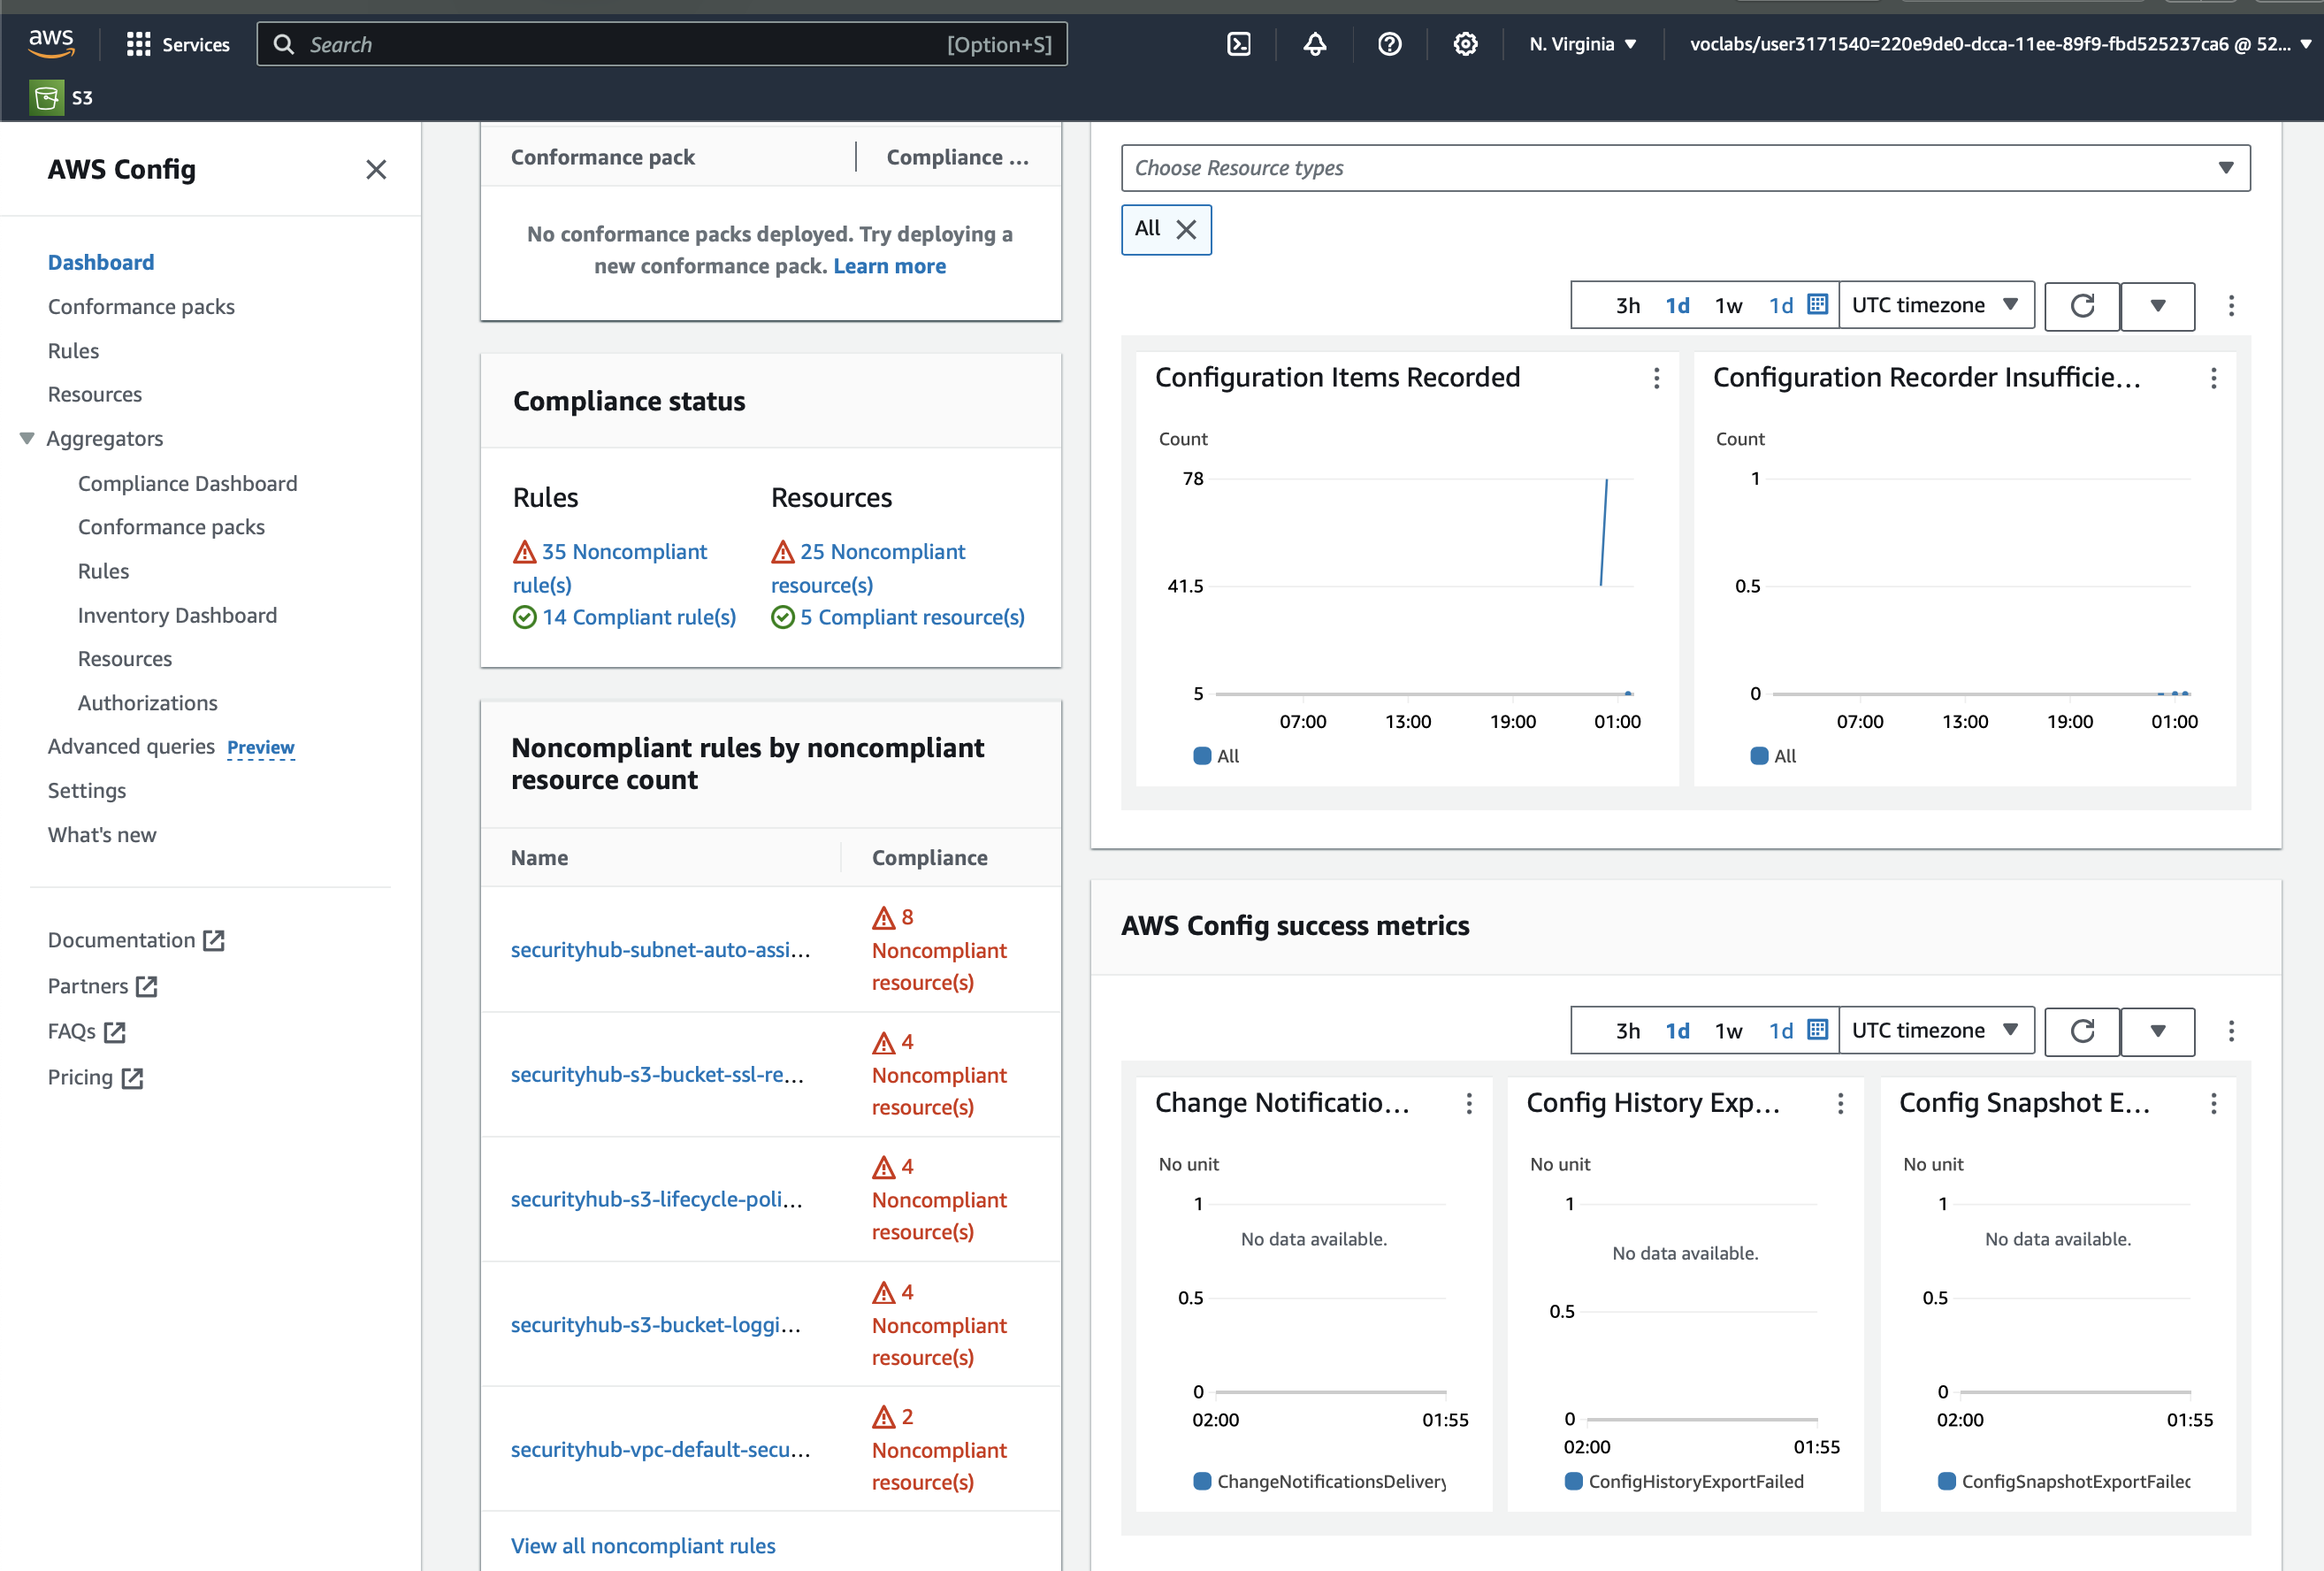 aws
Services
Search
[Option+S]
N. Virginia
voclabs/user3171540=220e9de0-dcca-11ee-89f9-fbd525237ca6 @ 52...
S3
AWS Config
Dashboard
Conformance packs
Rules
Resources
Aggregators
Compliance Dashboard
Conformance packs
Rules
Inventory Dashboard
Resources
Authorizations
Advanced queries Preview
Settings
What's new
Documentation
Partners
FAQs
Pricing
Conformance pack
Compliance ...
No conformance packs deployed. Try deploying a
new conformance pack. Learn more
Compliance status
Rules
35 Noncompliant
rule(s)
14 Compliant rule(s)
Resources
25 Noncompliant
resource(s)
5 Compliant resource(s)
Noncompliant rules by noncompliant
resource count
Name
Compliance
securityhub-subnet-auto-assi...
8
Noncompliant
resource(s)
securityhub-s3-bucket-ssl-re...
4
Noncompliant
resource(s)
securityhub-s3-lifecycle-poli...
4
Noncompliant
resource(s)
securityhub-s3-bucket-loggi...
4
Noncompliant
resource(s)
securityhub-vpc-default-secu...
2
Noncompliant
resource(s)
View all noncompliant rules
Choose Resource types
All
3h 1d 1w 1d UTC timezone
Configuration Items Recorded
Count
78
41.5
5
07:00 13:00 19:00 01:00
All
Configuration Recorder Insufficie...
Count
1
0.5
0
07:00 13:00 19:00 01:00
All
AWS Config success metrics
3h 1d 1w 1d UTC timezone
Change Notificatio...
No unit
1
No data available.
0.5
0
02:00 01:55
ChangeNotificationsDelivery
Config History Exp...
No unit
1
No data available.
0.5
0
02:00 01:55
ConfigHistoryExportFailed
Config Snapshot E...
No unit
1
No data available.
0.5
0
02:00 01:55
ConfigSnapshotExportFailed